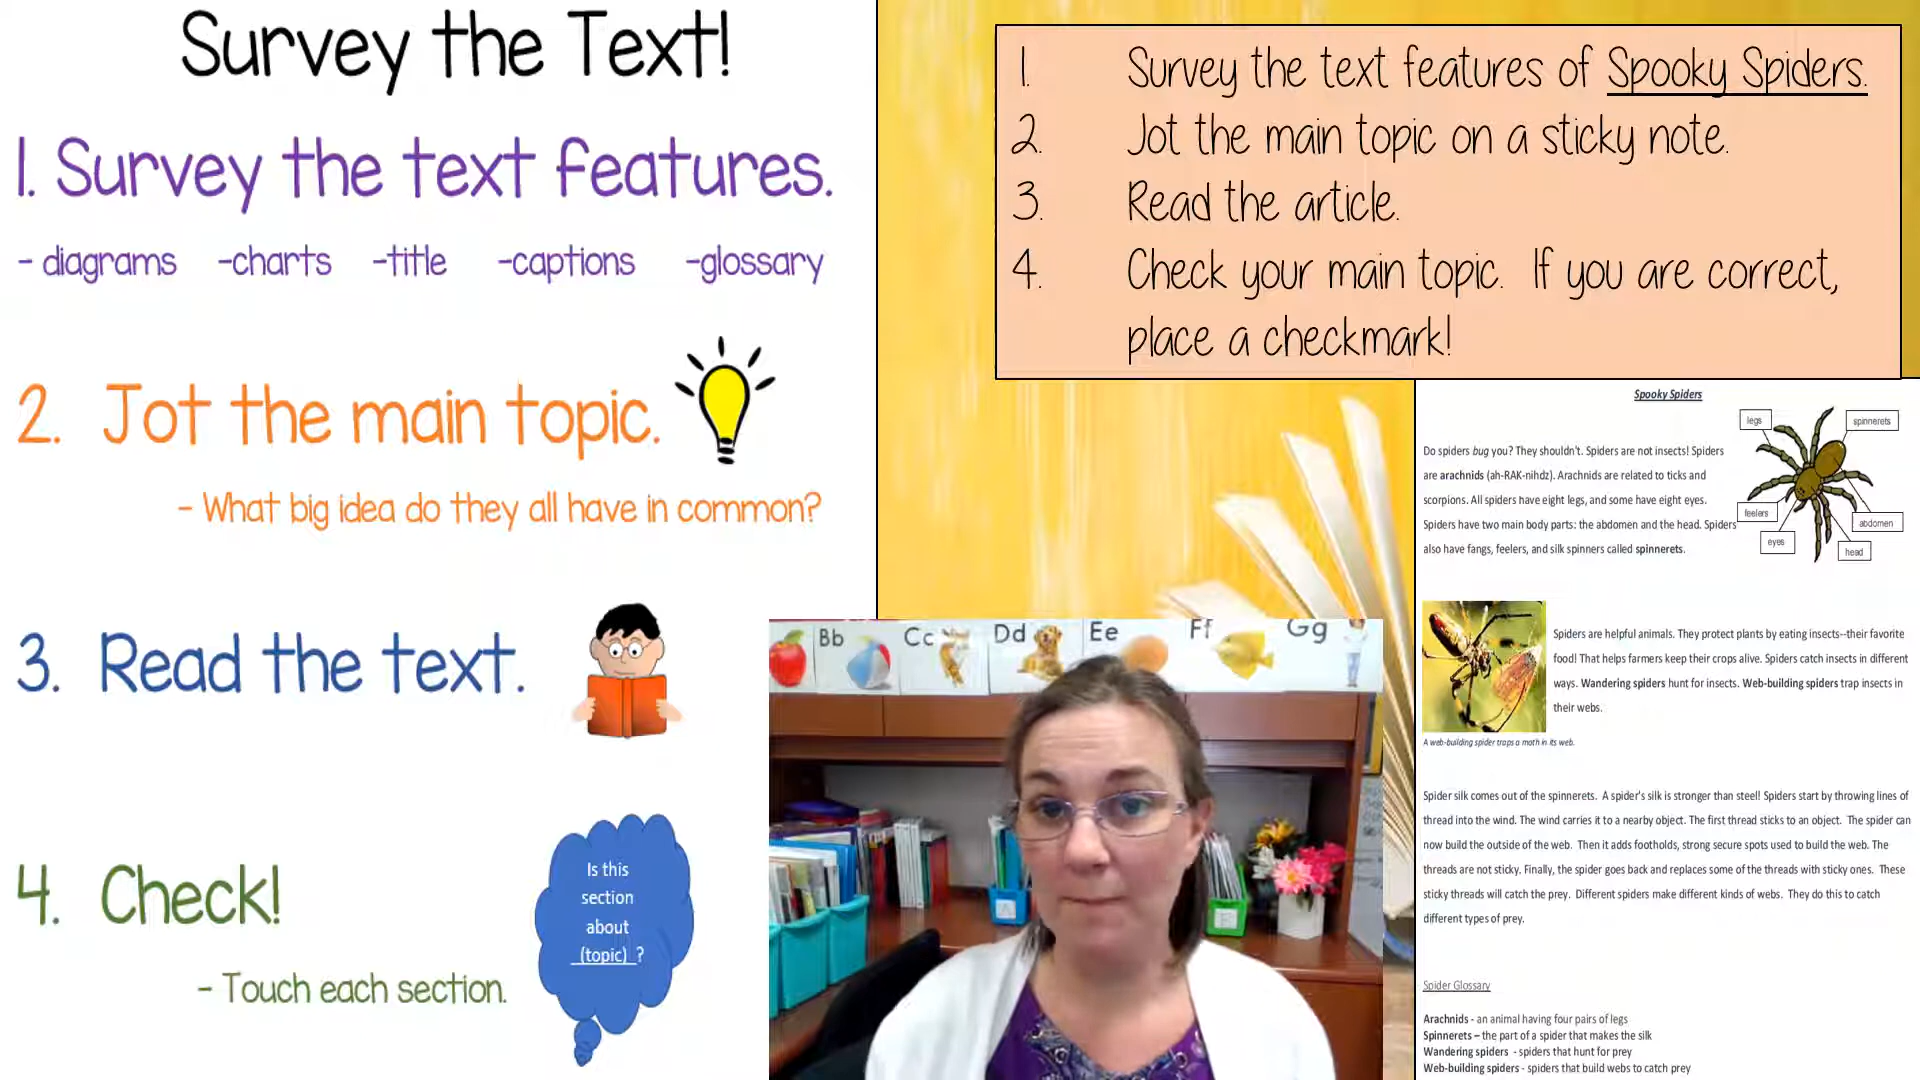 Survey the Text!
1. Survey the text features.
- diagrams -charts -title -captions -glossary
2. Jot the main topic.
- What big idea do they all have in common?
3. Read the text.
4. Check!
- Touch each section.
Is this
section
about
(topic) ?
1. Survey the text features of Spooky Spiders.
2. Jot the main topic on a sticky note.
3. Read the article.
4. Check your main topic. If you are correct,
place a checkmark!
Bb Cc Dd Ee Ff Gg
Spooky Spiders
legs
spinnerets
feelers
abdomen
eyes
head
Do spiders bug you? They shouldn't. Spiders are not insects! Spiders
are arachnids (ah-RAK-nihdz). Arachnids are related to ticks and
scorpions. All spiders have eight legs, and some have eight eyes.
Spiders have two main body parts: the abdomen and the head. Spiders
also have fangs, feelers, and silk spinners called spinnerets.
Spiders are helpful animals. They protect plants by eating insects--their favorite
food! That helps farmers keep their crops alive. Spiders catch insects in different
ways. Wandering spiders hunt for insects. Web-building spiders trap insects in
their webs.
A web-building spider traps a moth in its web.
Spider silk comes out of the spinnerets. A spider's silk is stronger than steel! Spiders start by throwing lines of
thread into the wind. The wind carries it to a nearby object. The first thread sticks to an object. The spider can
now build the outside of the web. Then it adds footholds, strong secure spots used to build the web. The
threads are not sticky. Finally, the spider goes back and replaces some of the threads with sticky ones. These
sticky threads will catch the prey. Different spiders make different kinds of webs. They do this to catch
different types of prey.
Spider Glossary
Arachnids - an animal having four pairs of legs
Spinnerets – the part of a spider that makes the silk
Wandering spiders - spiders that hunt for prey
Web-building spiders - spiders that build webs to catch prey